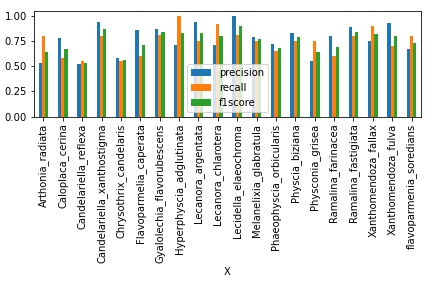 1.00
0.75
0.50
0.25
0.00
precision
recall
f1score
Arthonia_radiata
Caloplaca_cerina
Candelariella_reflexa
Candelariella_xanthostigma
Chrysothrix_candelaris
Flavoparmelia_caperata
Gyalolechia_flavorubescens
Hyperphyscia_adglutinata
Lecanora_argentata
Lecanora_chlarotera
Lecidella_elaeochroma
Melanelixia_glabratula
Phaeophyscia_orbicularis
Physcia_biziana
Physconia_grisea
Ramalina_farinacea
Ramalina_fastigiata
Xanthomendoza_fallax
Xanthomendoza_fulva
flavoparmenia_soredians
X